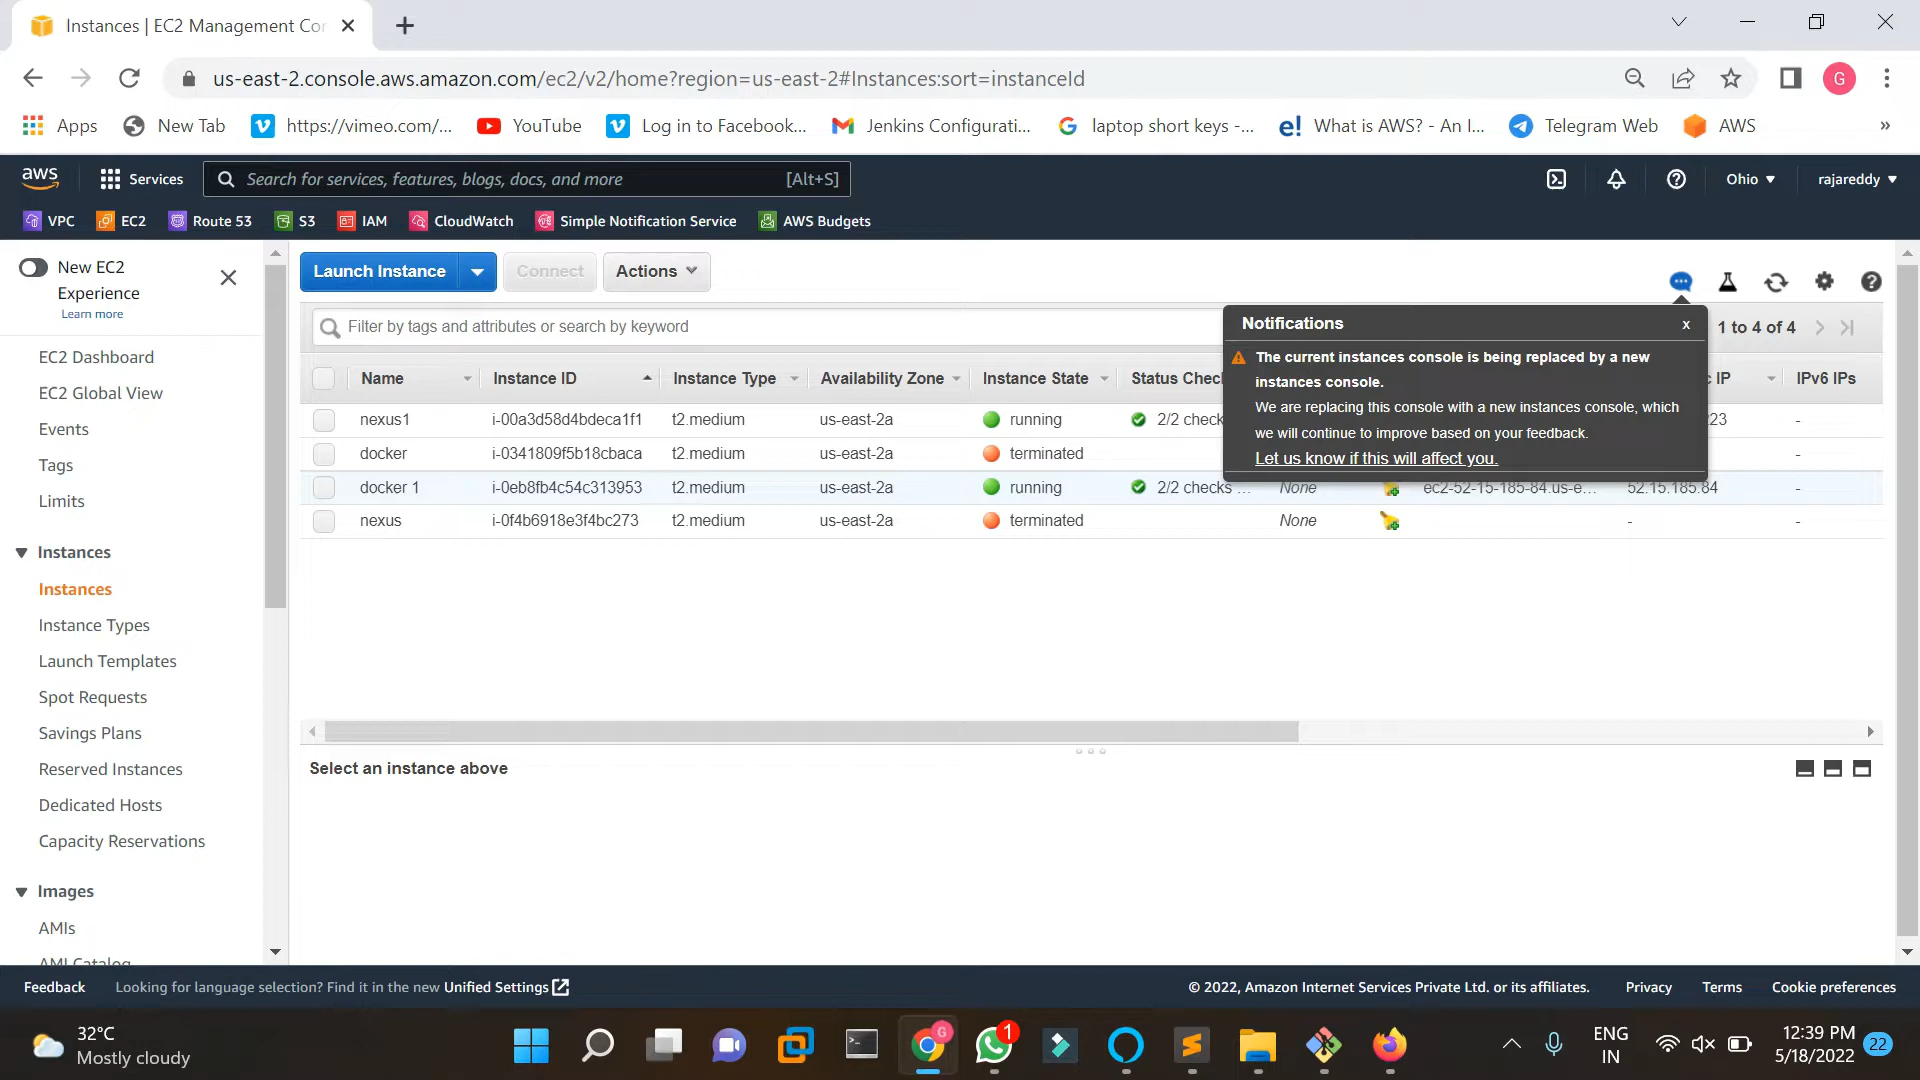 Instances | EC2 Management Co
us-east-2.console.aws.amazon.com/ec2/v2/home?region=us-east-2#Instances:sort=instanceId
G
Apps
New Tab
https://vimeo.com/...
YouTube
Log in to Facebook...
Jenkins Configurati...
laptop short keys -...
What is AWS? - An I...
Telegram Web
AWS
»
aws
Services
Search for services, features, blogs, docs, and more
[Alt+S]
Ohio
rajareddy
VPC
EC2
Route 53
S3
IAM
CloudWatch
Simple Notification Service
AWS Budgets
New EC2
Experience
Learn more
EC2 Dashboard
EC2 Global View
Events
Tags
Limits
Instances
Instances
Instance Types
Launch Templates
Spot Requests
Savings Plans
Reserved Instances
Dedicated Hosts
Capacity Reservations
Images
AMIs
AMI Catalog
Launch Instance
Connect
Actions
Filter by tags and attributes or search by keyword
1 to 4 of 4
Name
Instance ID
Instance Type
Availability Zone
Instance State
Status Chec
IP
IPv6 IPs
nexus1 i-00a3d58d4bdeca1f1 t2.medium us-east-2a running 2/2 check 23 -
docker i-0341809f5b18cbaca t2.medium us-east-2a terminated -
docker 1 i-0eb8fb4c54c313953 t2.medium us-east-2a running 2/2 checks ... None ec2-52-15-185-84.us-e... 52.15.185.84 -
nexus i-0f4b6918e3f4bc273 t2.medium us-east-2a terminated None - -
Notifications
x
The current instances console is being replaced by a new
instances console.
We are replacing this console with a new instances console, which
we will continue to improve based on your feedback.
Let us know if this will affect you.
Select an instance above
Feedback
Looking for language selection? Find it in the new Unified Settings
© 2022, Amazon Internet Services Private Ltd. or its affiliates.
Privacy
Terms
Cookie preferences
32°C
Mostly cloudy
G
1
ENG
IN
12:39 PM
5/18/2022
22